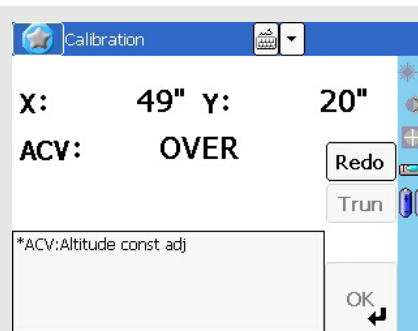 Calibration
X: 49" Y: 20"
ACV: OVER
Redo
Trun
*ACV:Altitude const adj
OK